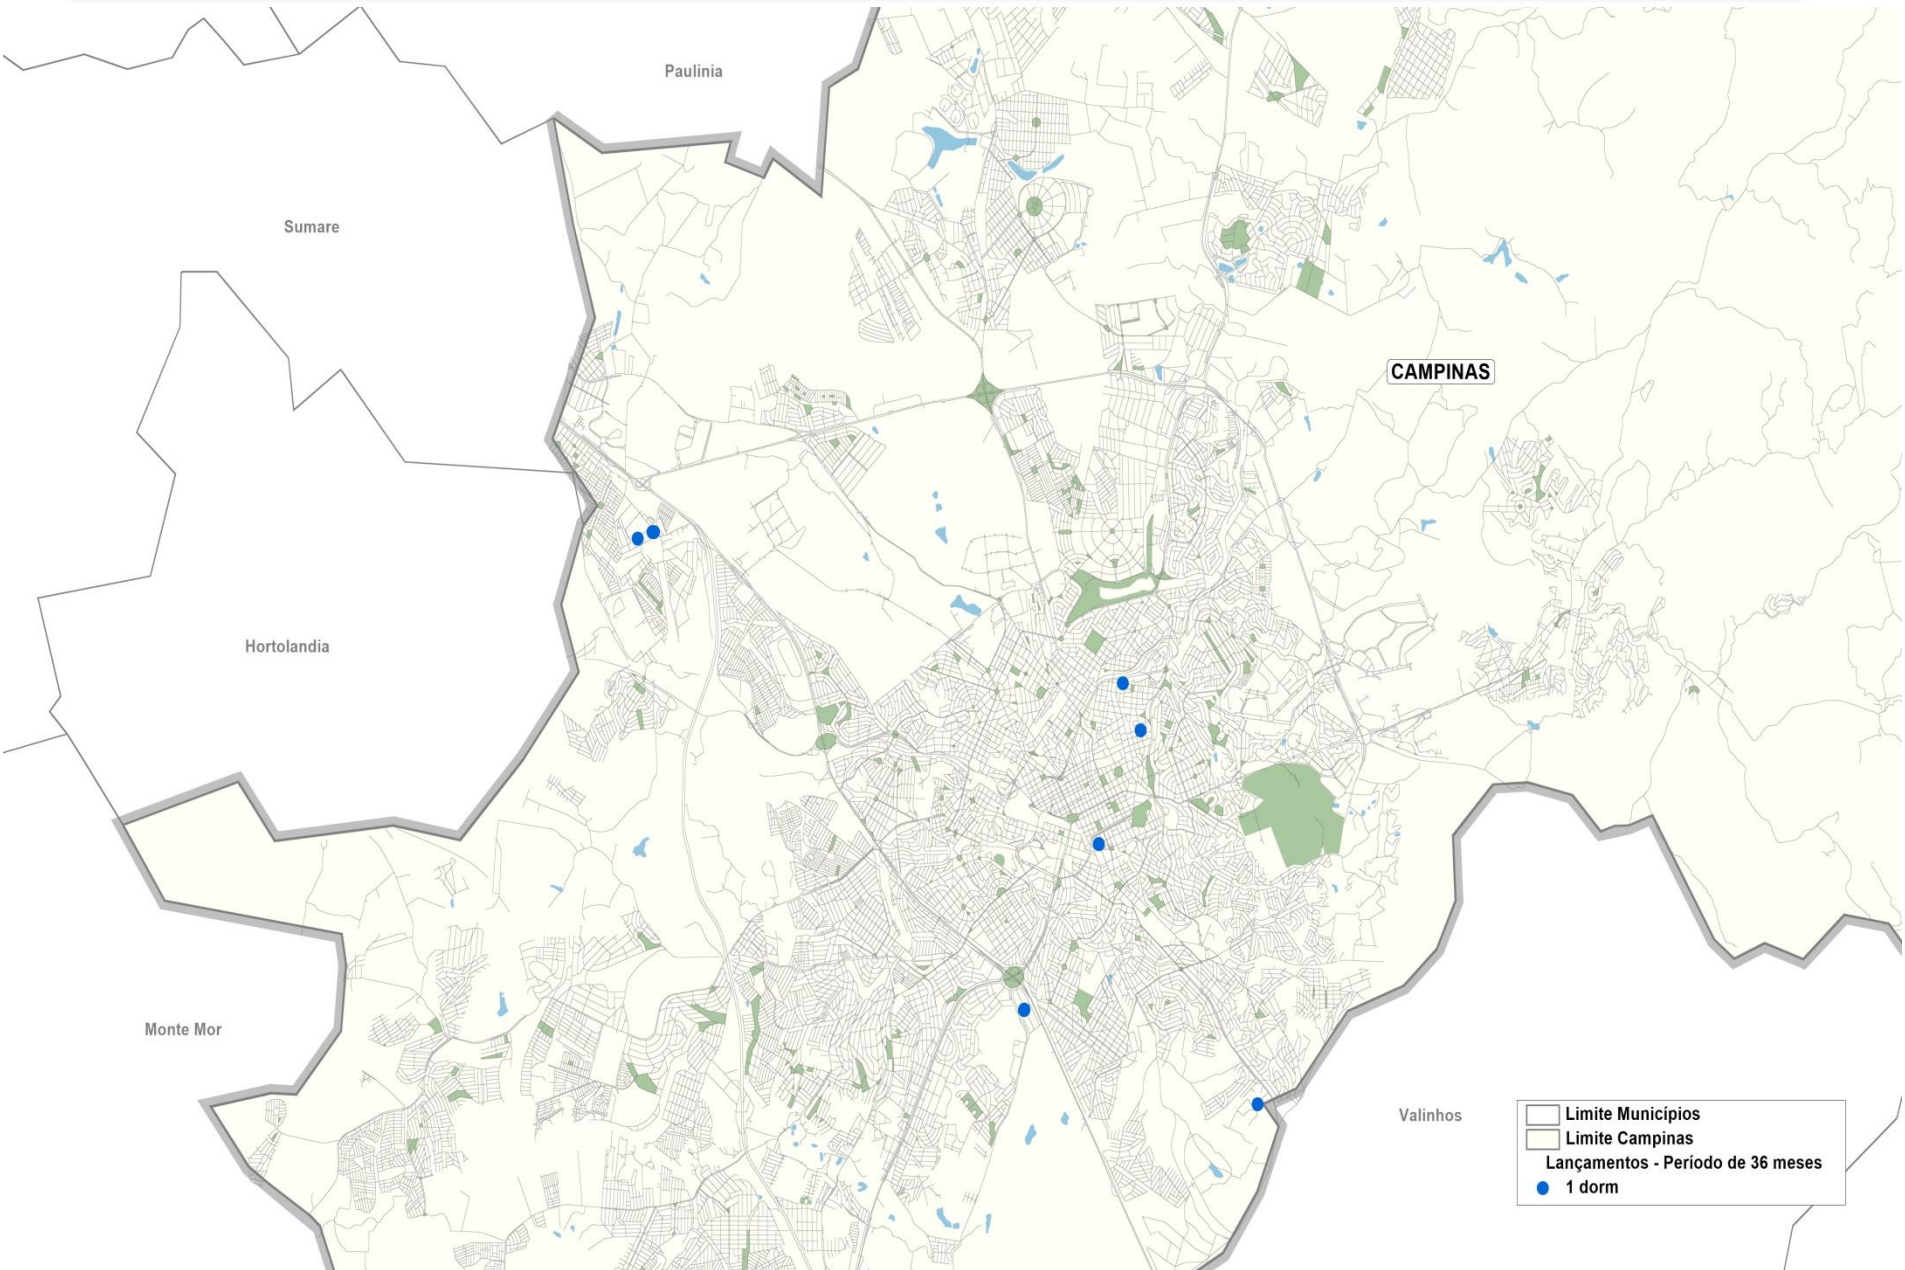 Paulinia
Sumare
CAMPINAS
Hortolandia
Monte Mor
Valinhos
Limite Municípios
Limite Campinas
Lançamentos - Período de 36 meses
1 dorm